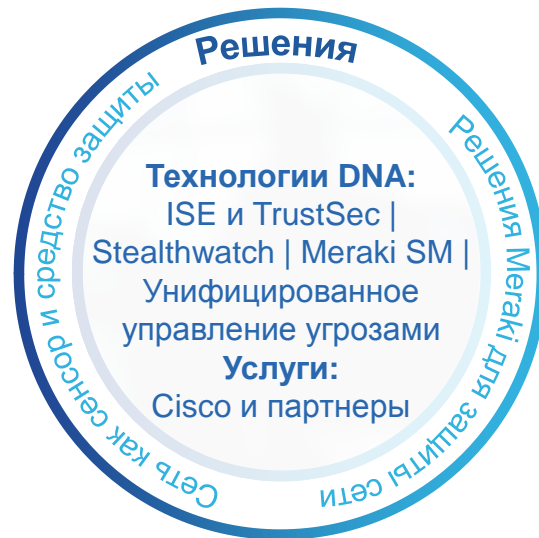 Решения
Сеть как сенсор и средство защиты
Решения Meraki для защиты сети
Технологии DNA:
ISE и TrustSec |
Stealthwatch | Meraki SM |
Унифицированное
управление угрозами
Услуги:
Cisco и партнеры